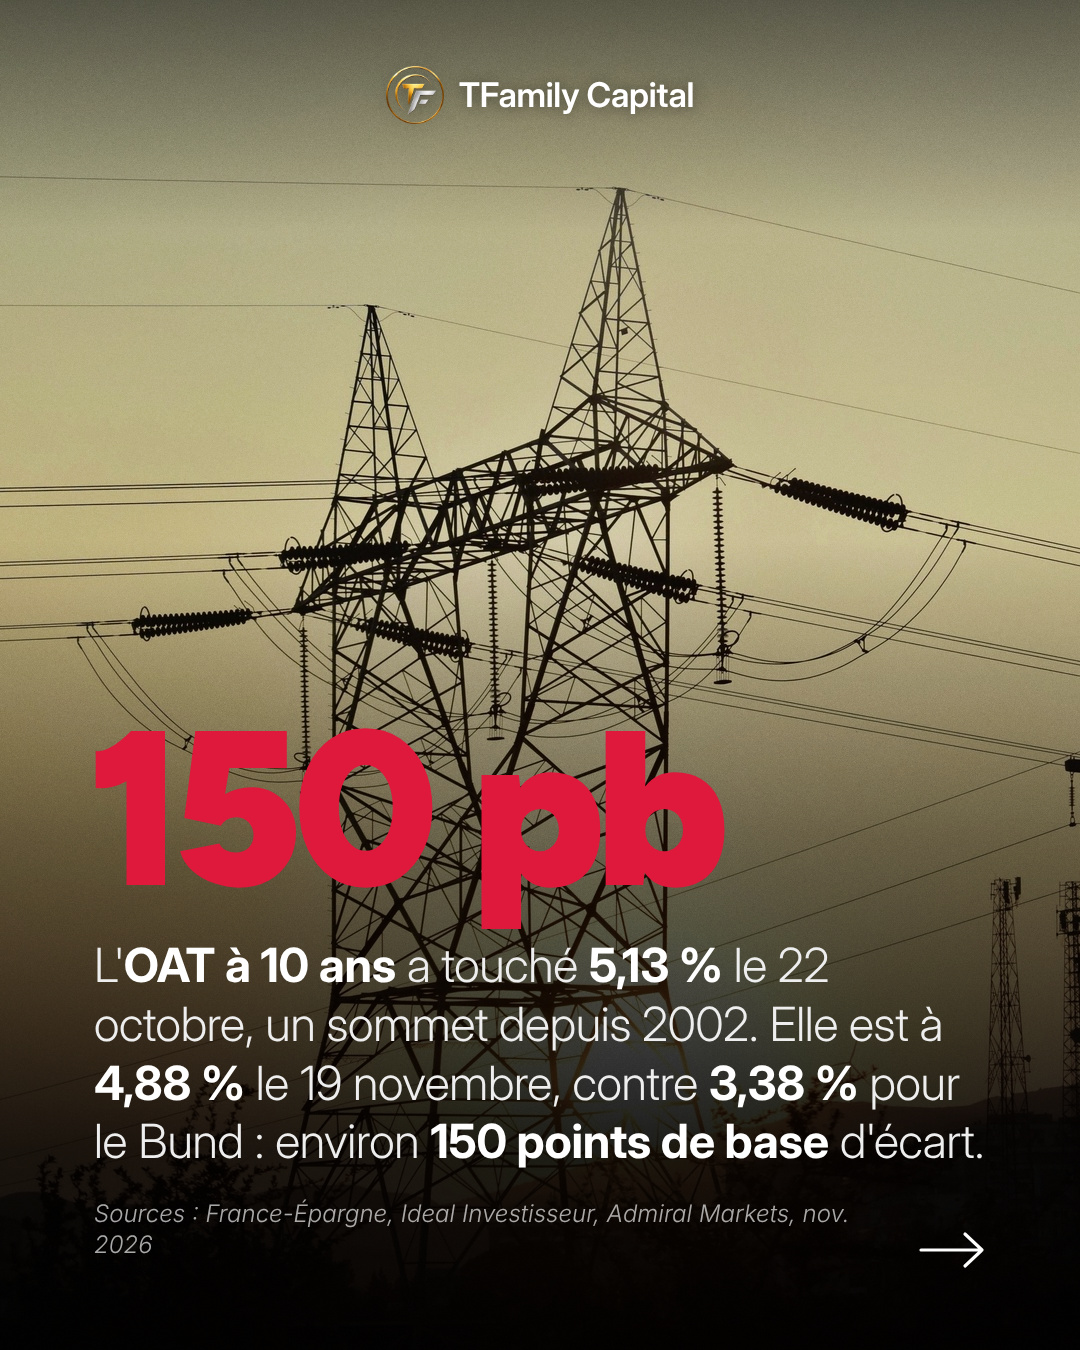 TFamily Capital
150 pb
L'OAT à 10 ans a touché 5,13 % le 22
octobre, un sommet depuis 2002. Elle est à
4,88 % le 19 novembre, contre 3,38 % pour
le Bund : environ 150 points de base d'écart.
Sources : France-Épargne, Ideal Investisseur, Admiral Markets, nov.
2026